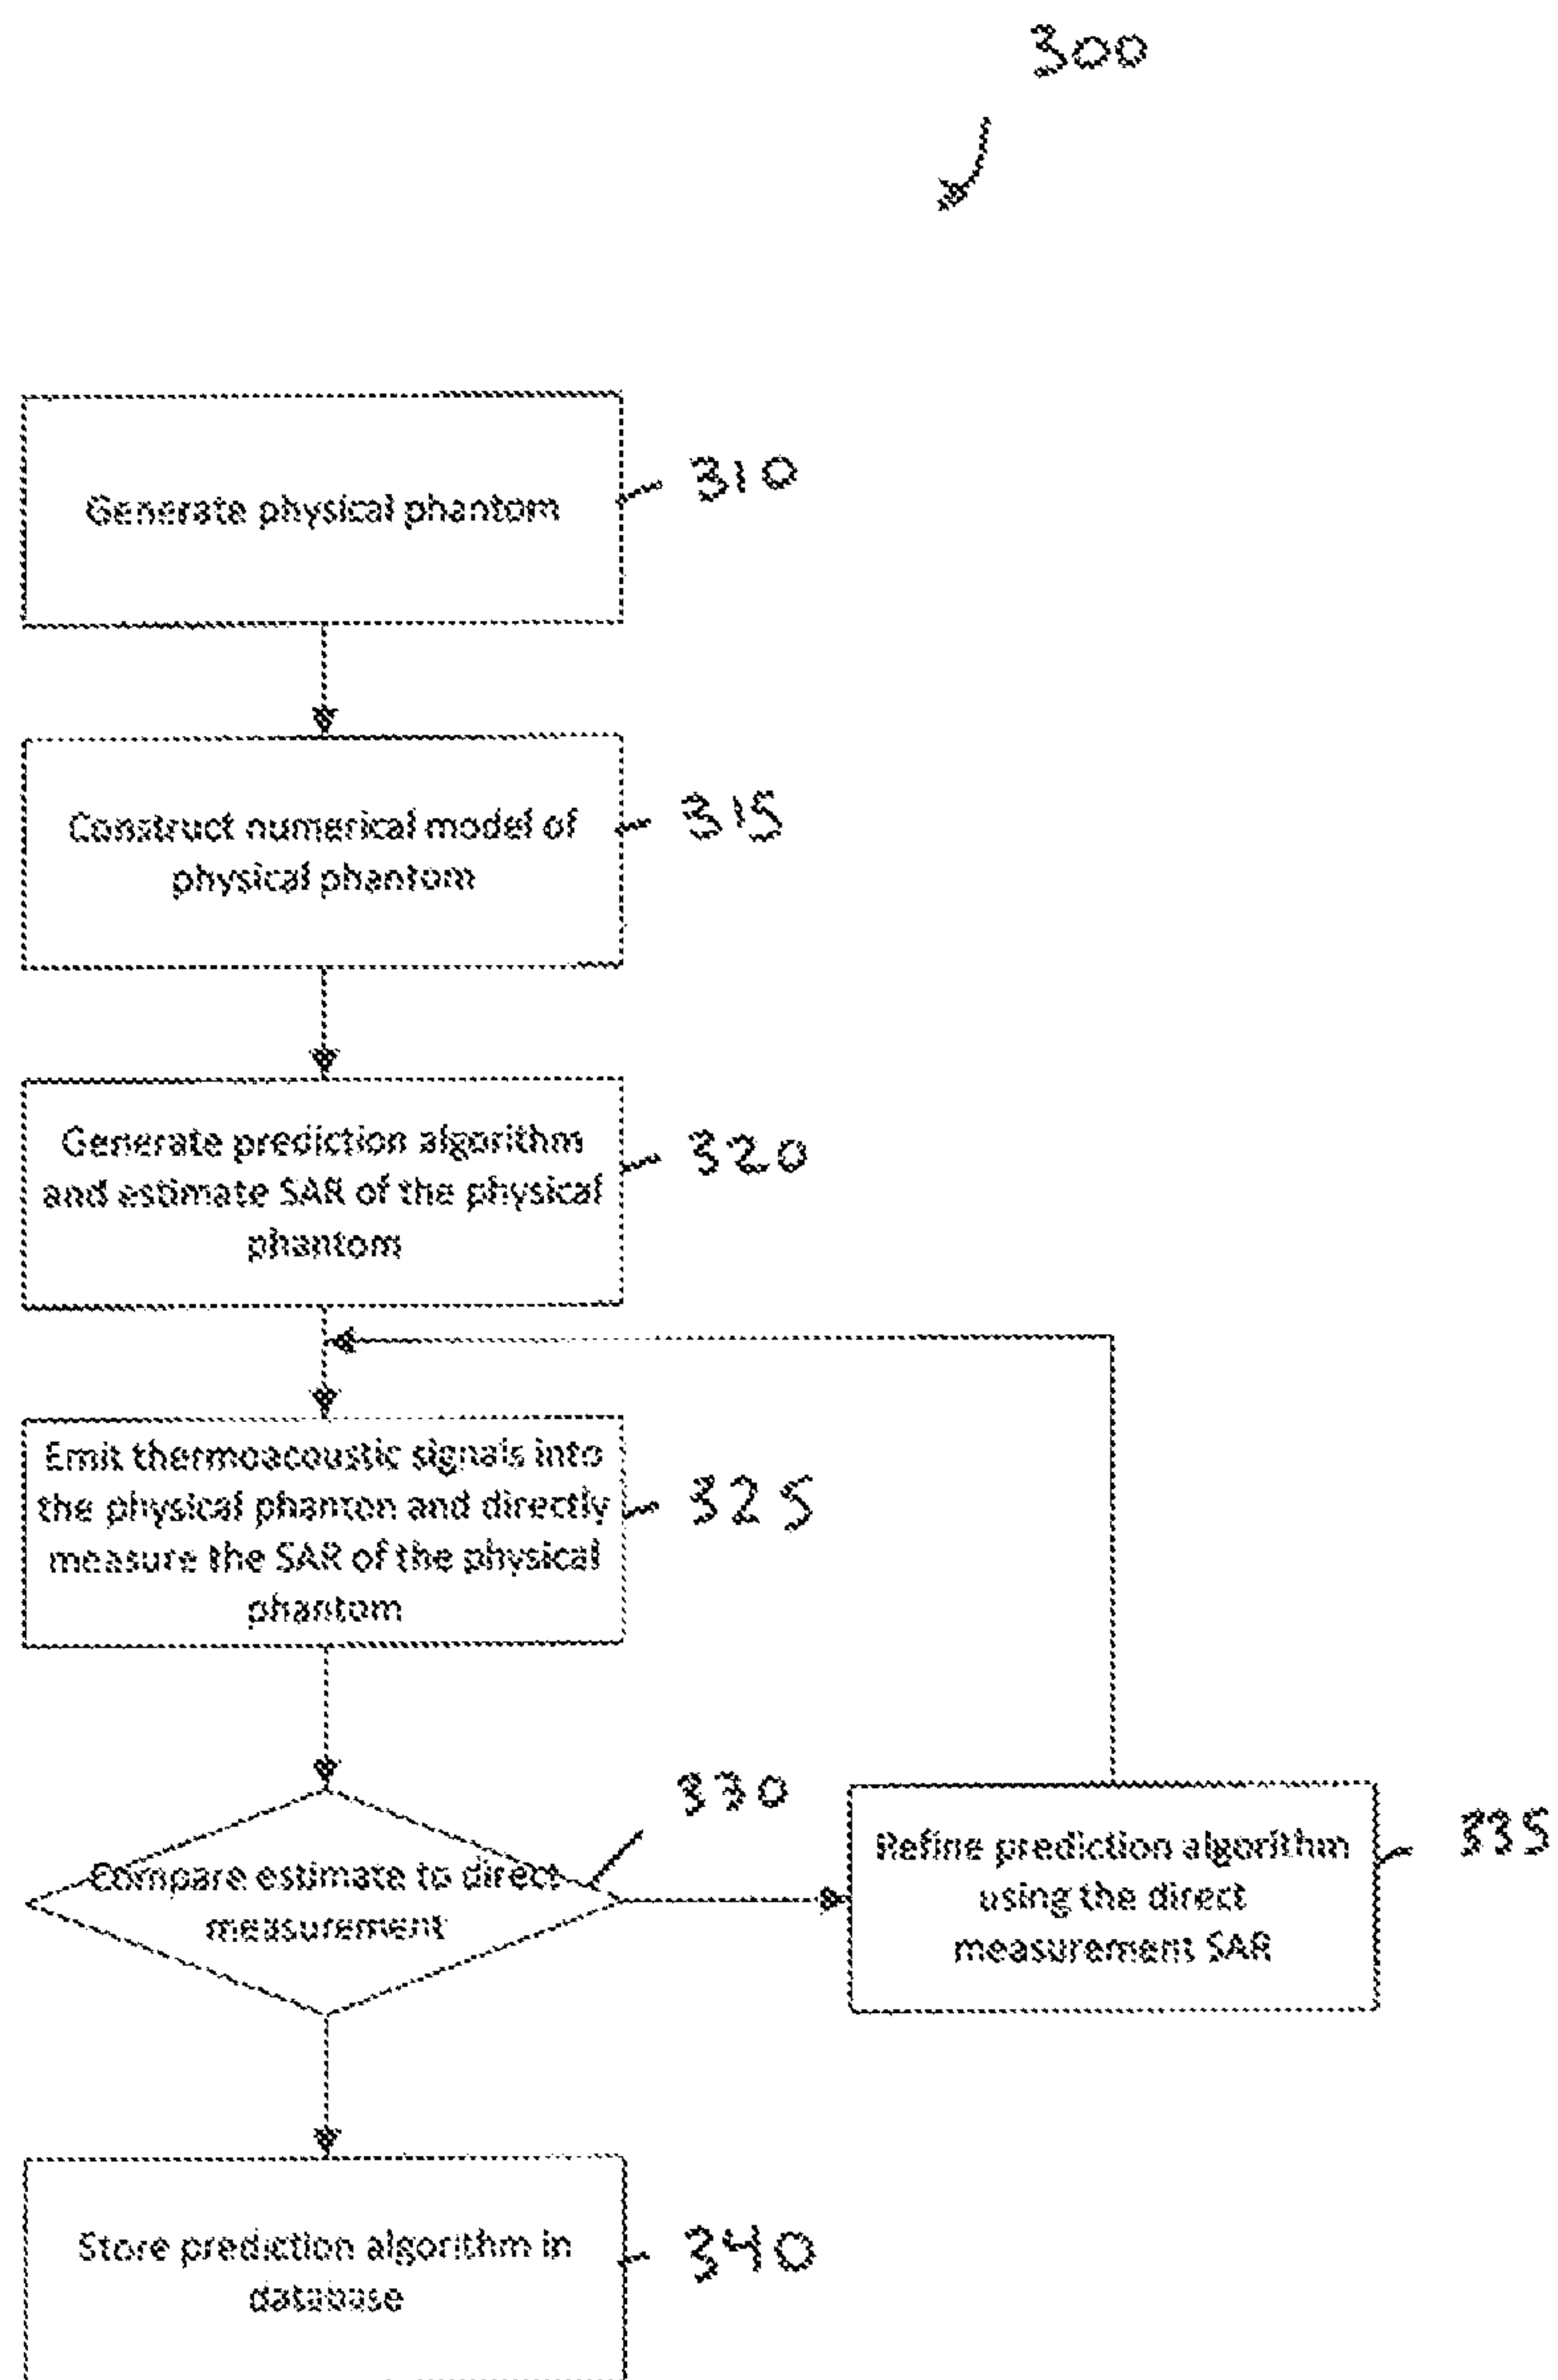 300
Generate physical phantom
310
Construct numerical model of
physical phantom
315
Generate prediction algorithm
and estimate SAR of the physical
phantom
320
Emit thermoacoustic signals into
the physical phanton and directly
measure the SAR of the physical
phantom
325
Compare estimate to direct
measurement
330
Refine prediction algorithm
using the direct
measurement SAR
335
Store prediction algorithm in
database
340